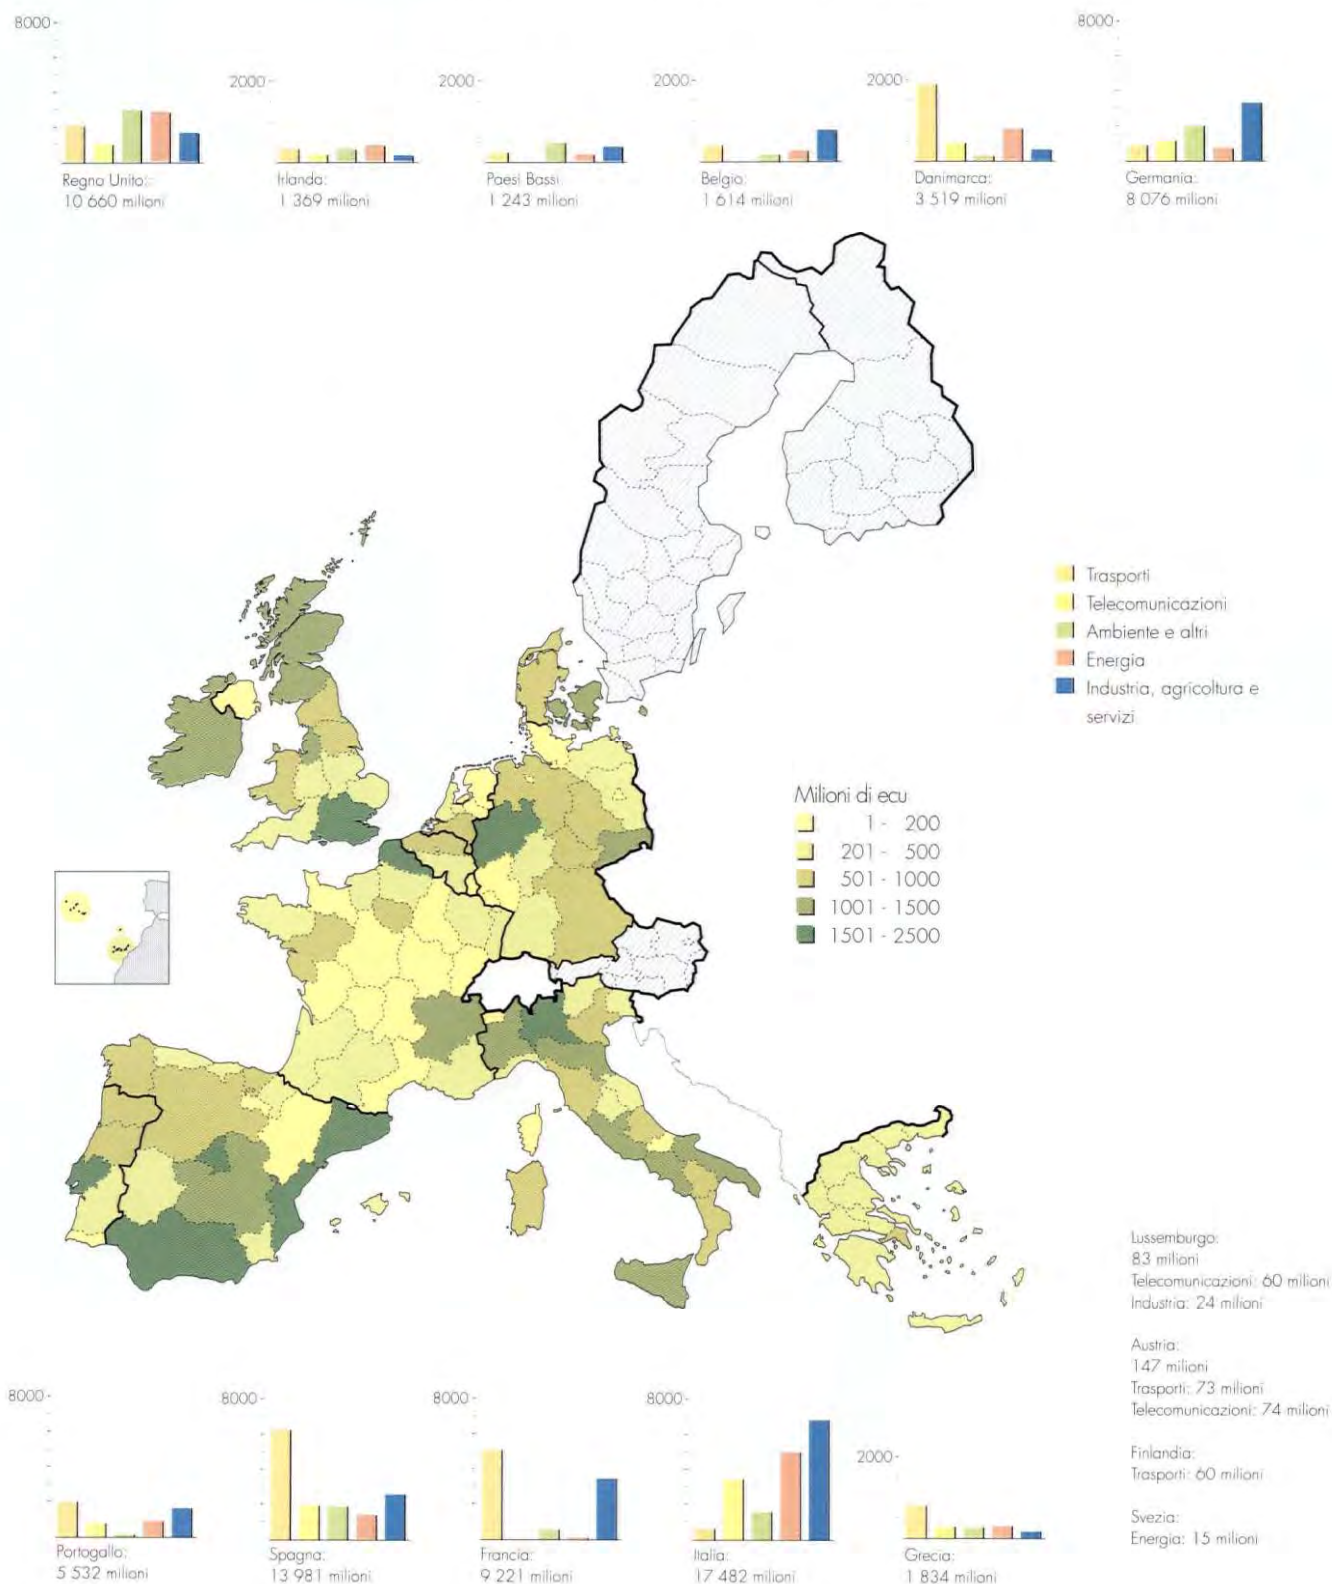 8000
8000
2000
2000
2000
2000
Regno Unito:
10 660 milioni
Irlanda:
1 369 milioni
Paesi Bassi:
1 243 milioni
Belgio:
1 614 milioni
Danimarca:
3 519 milioni
Germania:
8 076 milioni
Trasporti
Telecomunicazioni
Ambiente e altri
Energia
Industria, agricoltura e
servizi
Milioni di ecu
1 - 200
201 - 500
501 - 1000
1001 - 1500
1501 - 2500
Lussemburgo:
83 milioni
Telecomunicazioni: 60 milioni
Industria: 24 milioni
Austria:
147 milioni
Trasporti: 73 milioni
Telecomunicazioni: 74 milioni
Finlandia:
Trasporti: 60 milioni
Svezia:
Energia: 15 milioni
8000
8000
8000
8000
2000
Portogallo:
5 532 milioni
Spagna:
13 981 milioni
Francia:
9 221 milioni
Italia:
17 482 milioni
Grecia:
1 834 milioni